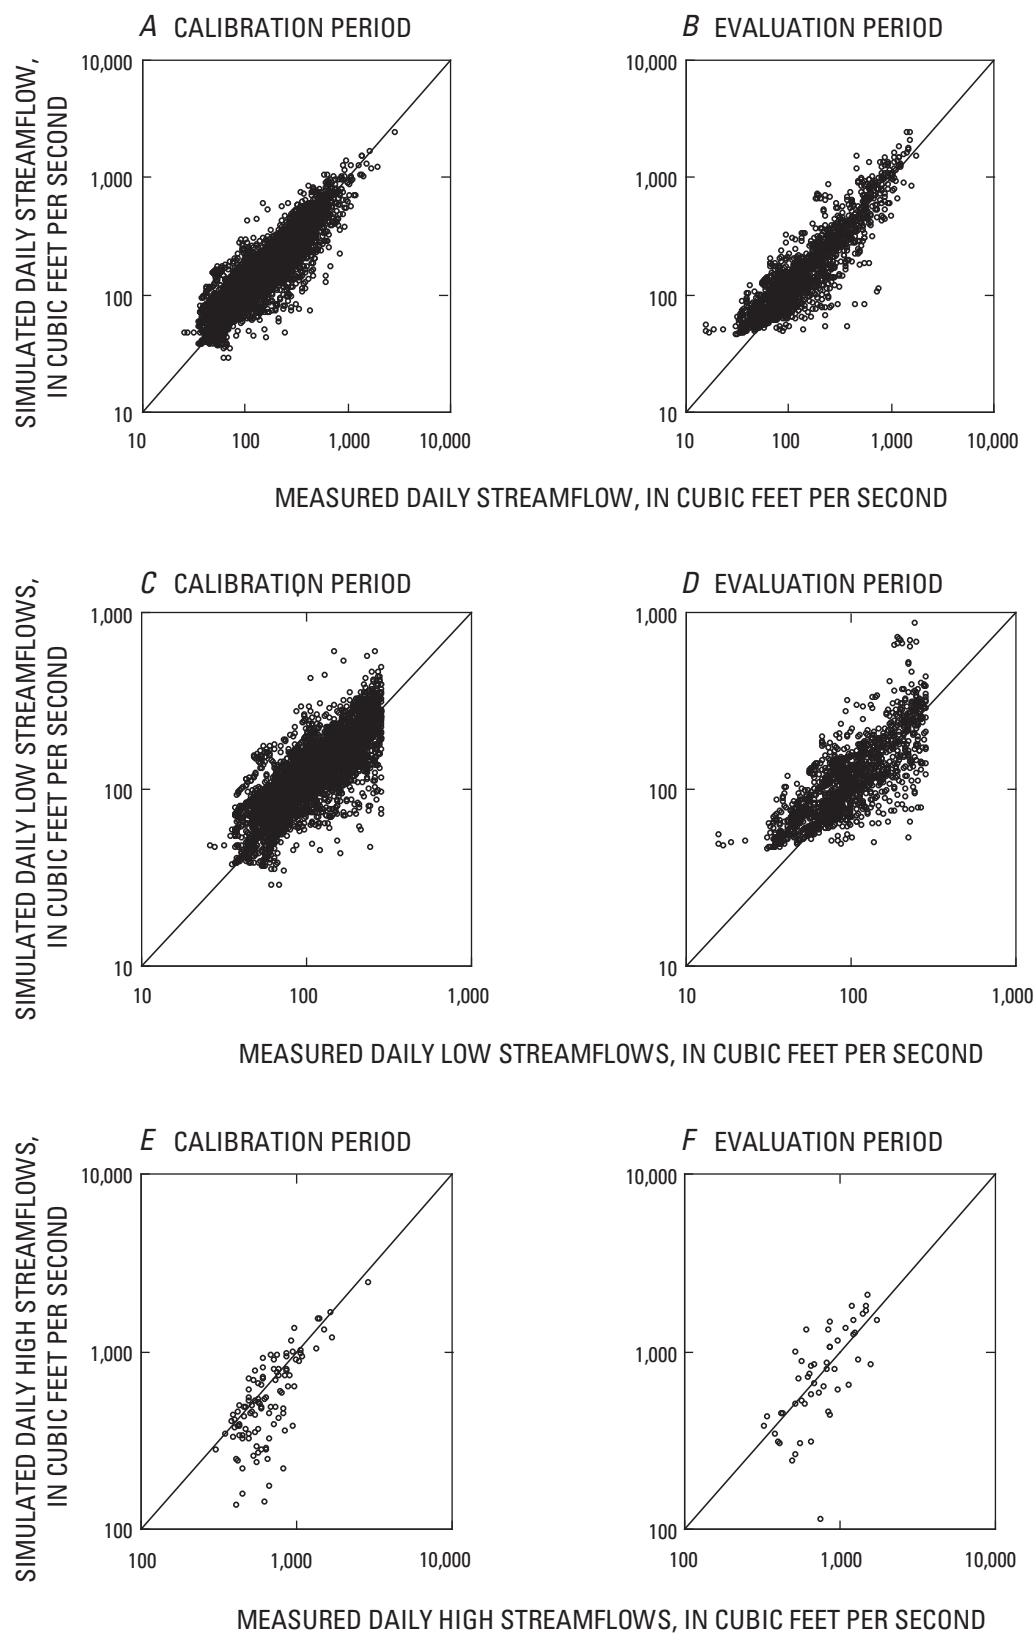 A CALIBRATION PERIOD
B EVALUATION PERIOD
SIMULATED DAILY STREAMFLOW,
IN CUBIC FEET PER SECOND
10,000
1,000
100
10
10
100
1,000
10,000
10,000
1,000
100
10
10
100
1,000
10,000
MEASURED DAILY STREAMFLOW, IN CUBIC FEET PER SECOND
C CALIBRATION PERIOD
D EVALUATION PERIOD
SIMULATED DAILY LOW STREAMFLOWS,
IN CUBIC FEET PER SECOND
1,000
100
10
10
100
1,000
1,000
100
10
10
100
1,000
MEASURED DAILY LOW STREAMFLOWS, IN CUBIC FEET PER SECOND
E CALIBRATION PERIOD
F EVALUATION PERIOD
SIMULATED DAILY HIGH STREAMFLOWS,
IN CUBIC FEET PER SECOND
10,000
1,000
100
100
1,000
10,000
10,000
1,000
100
100
1,000
10,000
MEASURED DAILY HIGH STREAMFLOWS, IN CUBIC FEET PER SECOND